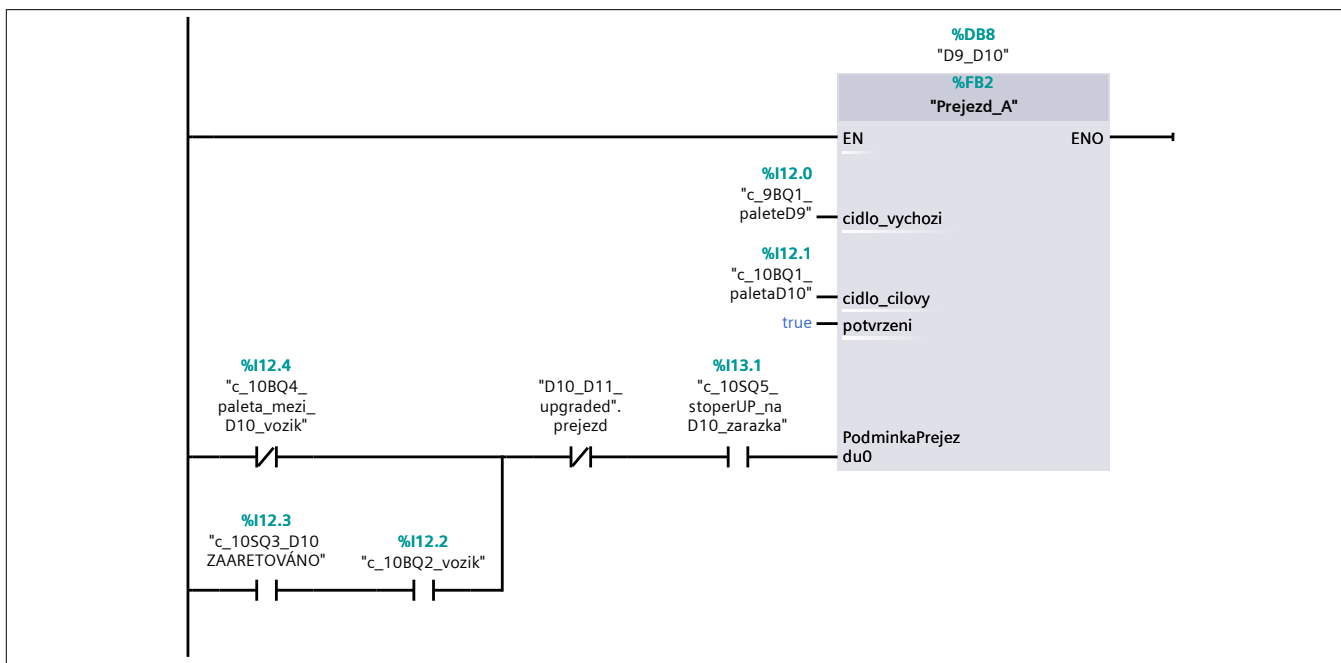 %DB8
"D9_D10"
%FB2
"Prejezd_A"
EN
ENO
%I12.0
"c_9BQ1_
paleteD9"
cidlo_vychozi
%I12.1
"c_10BQ1_
paletaD10"
cidlo_cilovy
true
potvrzeni
%I12.4
"c_10BQ4_
paleta_mezi_
D10_vozik"
"D10_D11_
upgraded".
prejezd
%I13.1
"c_10SQ5_
stoperUP_na
D10_zarazka"
PodminkaPrejez
du0
%I12.3
"c_10SQ3_D10
ZAARETOVÁNO"
%I12.2
"c_10BQ2_vozik"